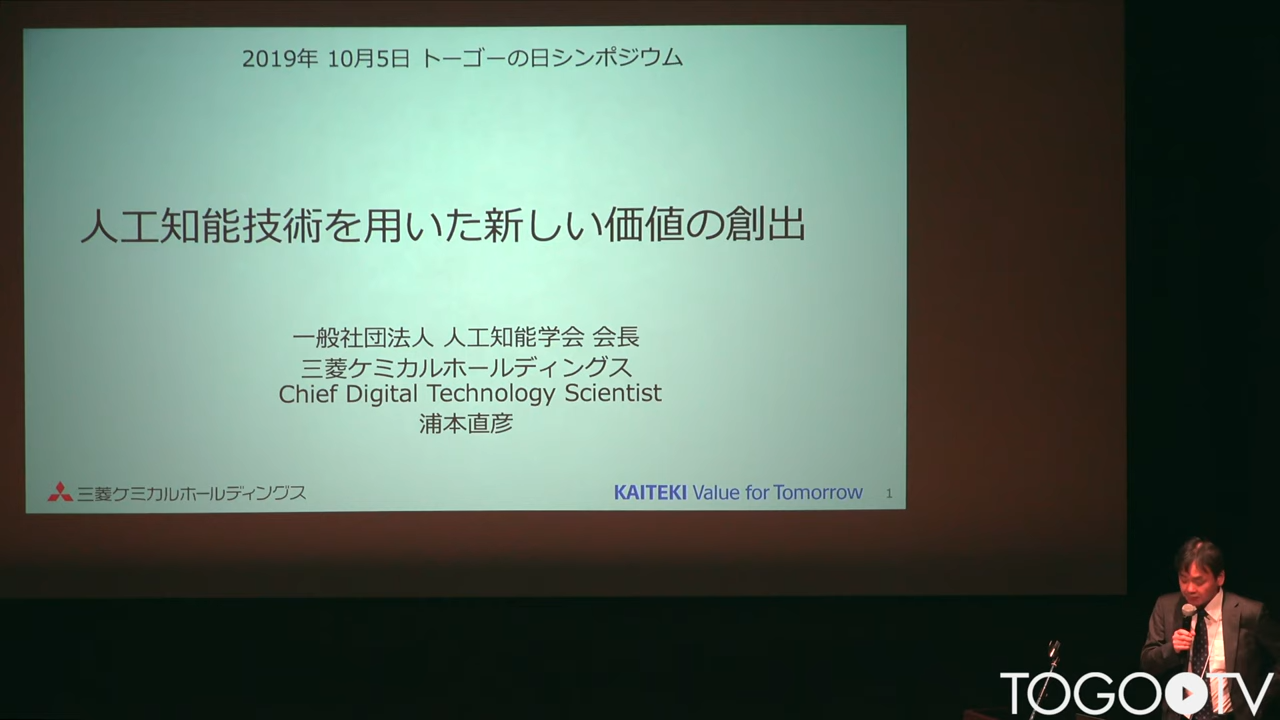 2019年 10月5日 トーゴーの日シンポジウム
人工知能技術を用いた新しい価値の創出
一般社団法人 人工知能学会 会長
三菱ケミカルホールディングス
Chief Digital Technology Scientist
浦本直彦
三菱ケミカルホールディングス
KAITEKI Value for Tomorrow 1
TOGO TV